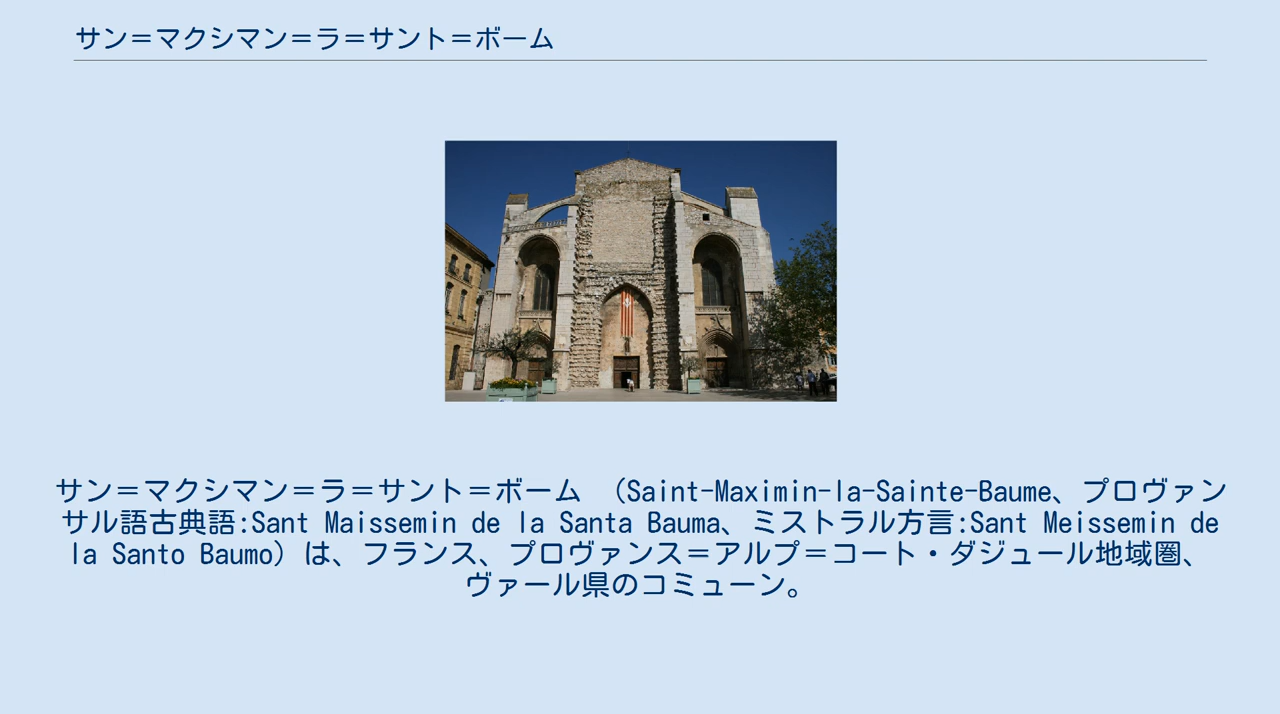 サン＝マクシマン＝ラ＝サント＝ボーム
サン＝マクシマン＝ラ＝サント＝ボーム （Saint-Maximin-la-Sainte-Baume、プロヴァン
サル語古典語:Sant Maissemin de la Santa Bauma、ミストラル方言:Sant Meissemin de
la Santo Baumo）は、フランス、プロヴァンス＝アルプ＝コート・ダジュール地域圏、
ヴァール県のコミューン。